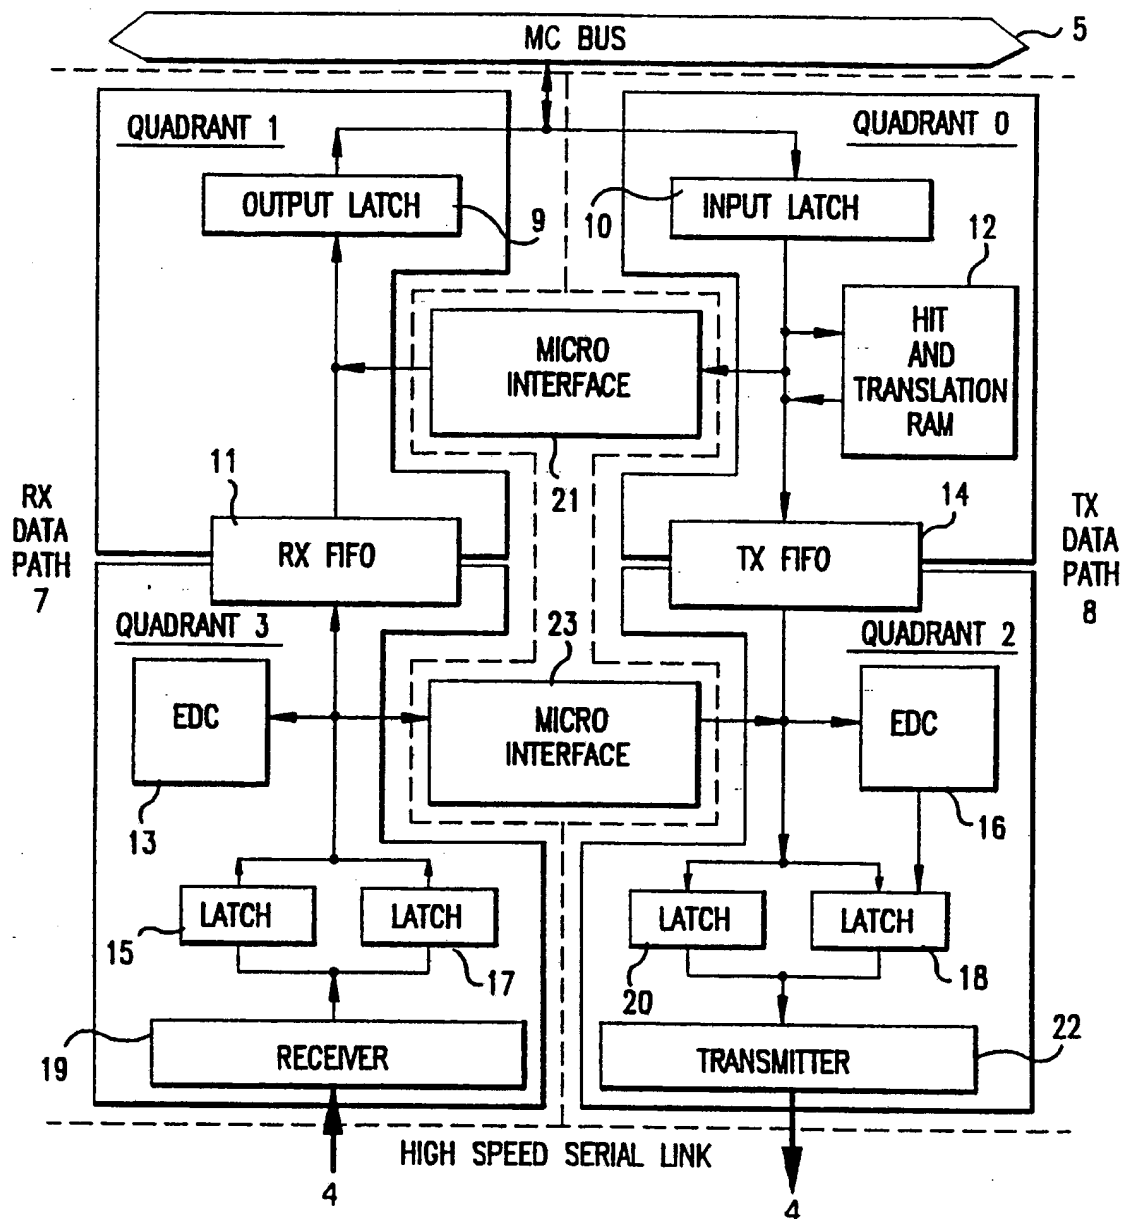 MC BUS
5
QUADRANT 1
QUADRANT 0
OUTPUT LATCH
9
10
INPUT LATCH
12
HIT
AND
TRANSLATION
RAM
MICRO
INTERFACE
21
11
RX
DATA
PATH
7
RX FIFO
14
TX FIFO
TX
DATA
PATH
8
QUADRANT 3
23
QUADRANT 2
EDC
13
MICRO
INTERFACE
EDC
16
LATCH
15
LATCH
17
LATCH
20
LATCH
18
19
RECEIVER
TRANSMITTER
22
HIGH SPEED SERIAL LINK
4
4